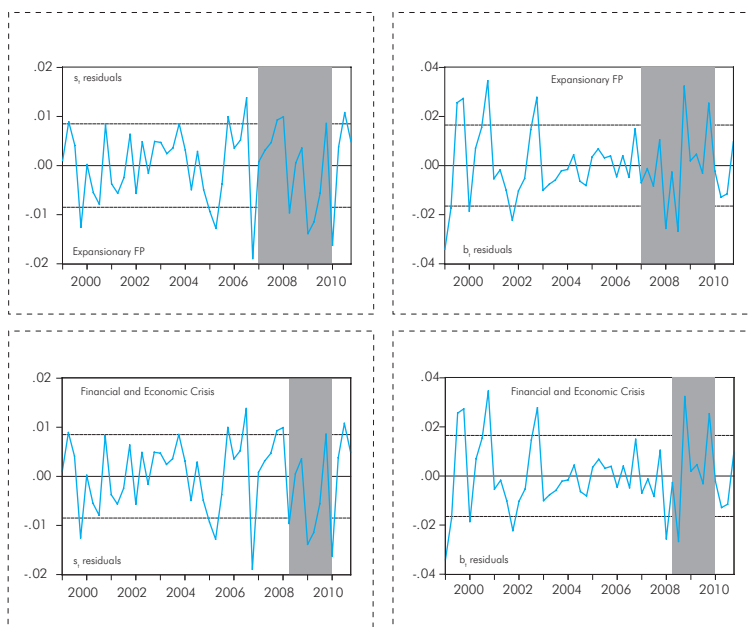 .02
s_t residuals
.01
.00
-.01
Expansionary FP
-.02
2000 2002 2004 2006 2008 2010
.04
Expansionary FP
.02
.00
-.02
b_t residuals
-.04
2000 2002 2004 2006 2008 2010
.02
Financial and Economic Crisis
.01
.00
-.01
s_t residuals
-.02
2000 2002 2004 2006 2008 2010
.04
Financial and Economic Crisis
.02
.00
-.02
b_t residuals
-.04
2000 2002 2004 2006 2008 2010